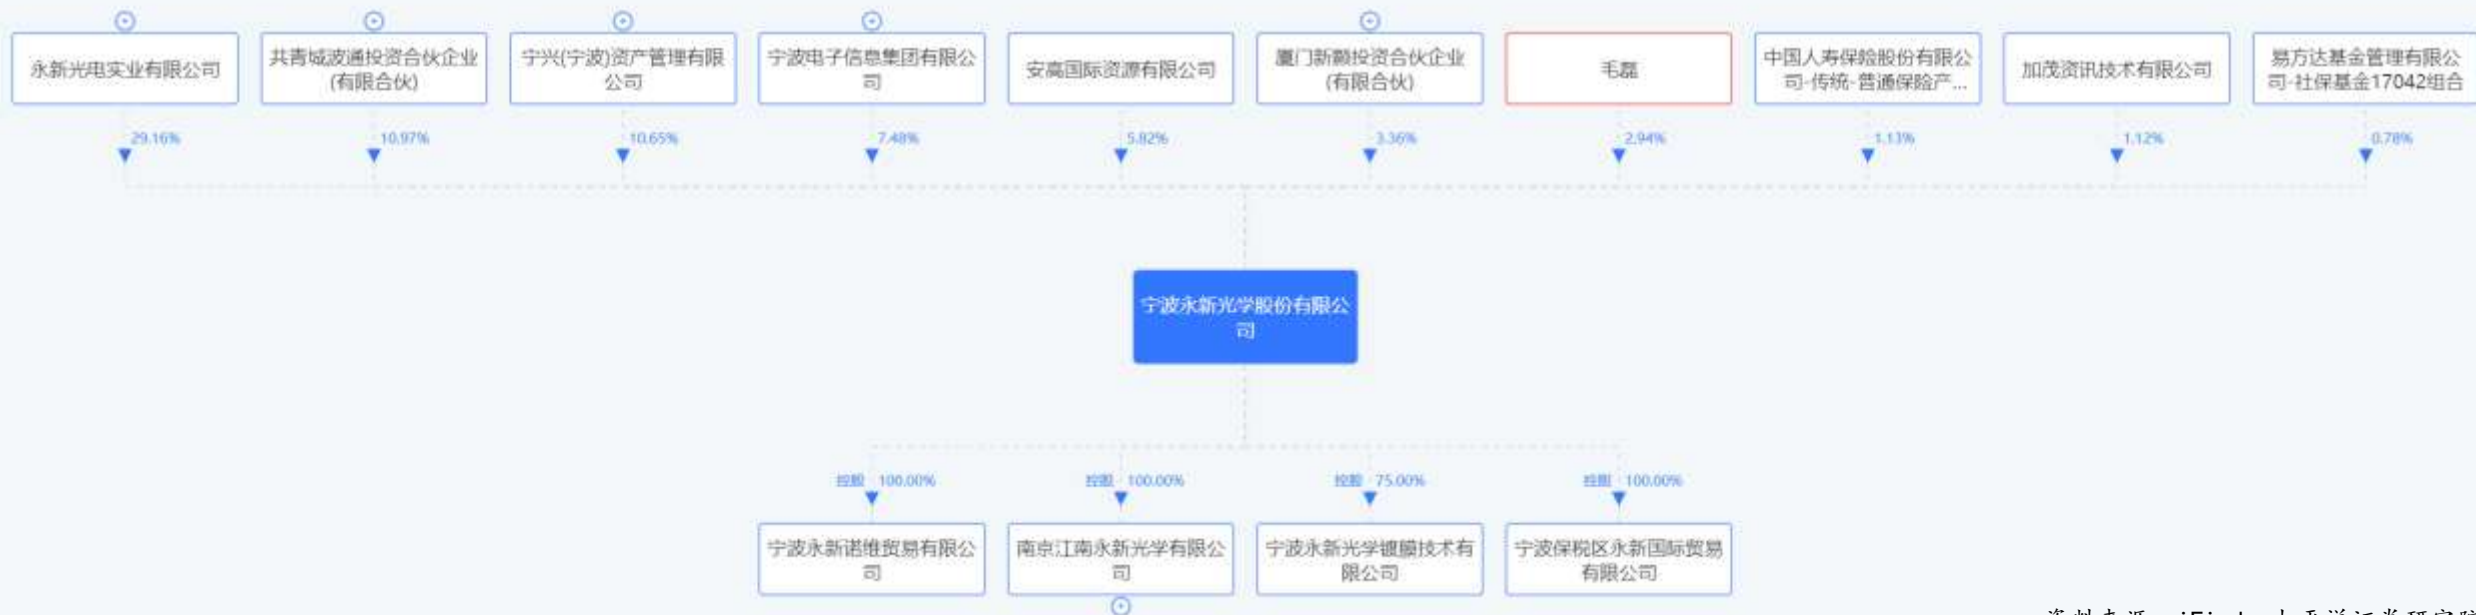 永新光电实业有限公司
共青城波通投资合伙企业
(有限合伙)
宁兴(宁波)资产管理有限
公司
宁波电子信息集团有限公
司
安高国际资源有限公司
厦门新颢投资合伙企业
(有限合伙)
毛磊
中国人寿保险股份有限公
司-传统-普通保险产...
加茂资讯技术有限公司
易方达基金管理有限公
司-社保基金17042组合
29.16%
10.97%
10.65%
7.48%
5.82%
3.36%
2.94%
1.13%
1.12%
0.78%
宁波永新光学股份有限公
司
控股 100.00%
控股 100.00%
控股 75.00%
控股 100.00%
宁波永新诺维贸易有限公
司
南京江南永新光学有限公
司
宁波永新光学镀膜技术有
限公司
宁波保税区永新国际贸易
有限公司